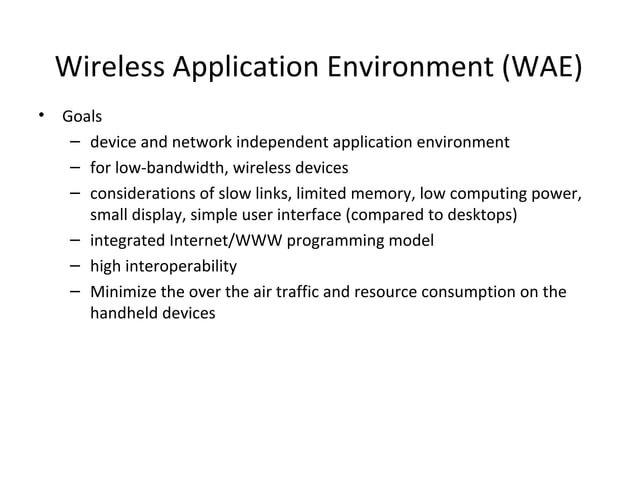 Wireless Application Environment (WAE)
• Goals
– device and network independent application environment
– for low-bandwidth, wireless devices
– considerations of slow links, limited memory, low computing power,
small display, simple user interface (compared to desktops)
– integrated Internet/WWW programming model
– high interoperability
– Minimize the over the air traffic and resource consumption on the
handheld devices